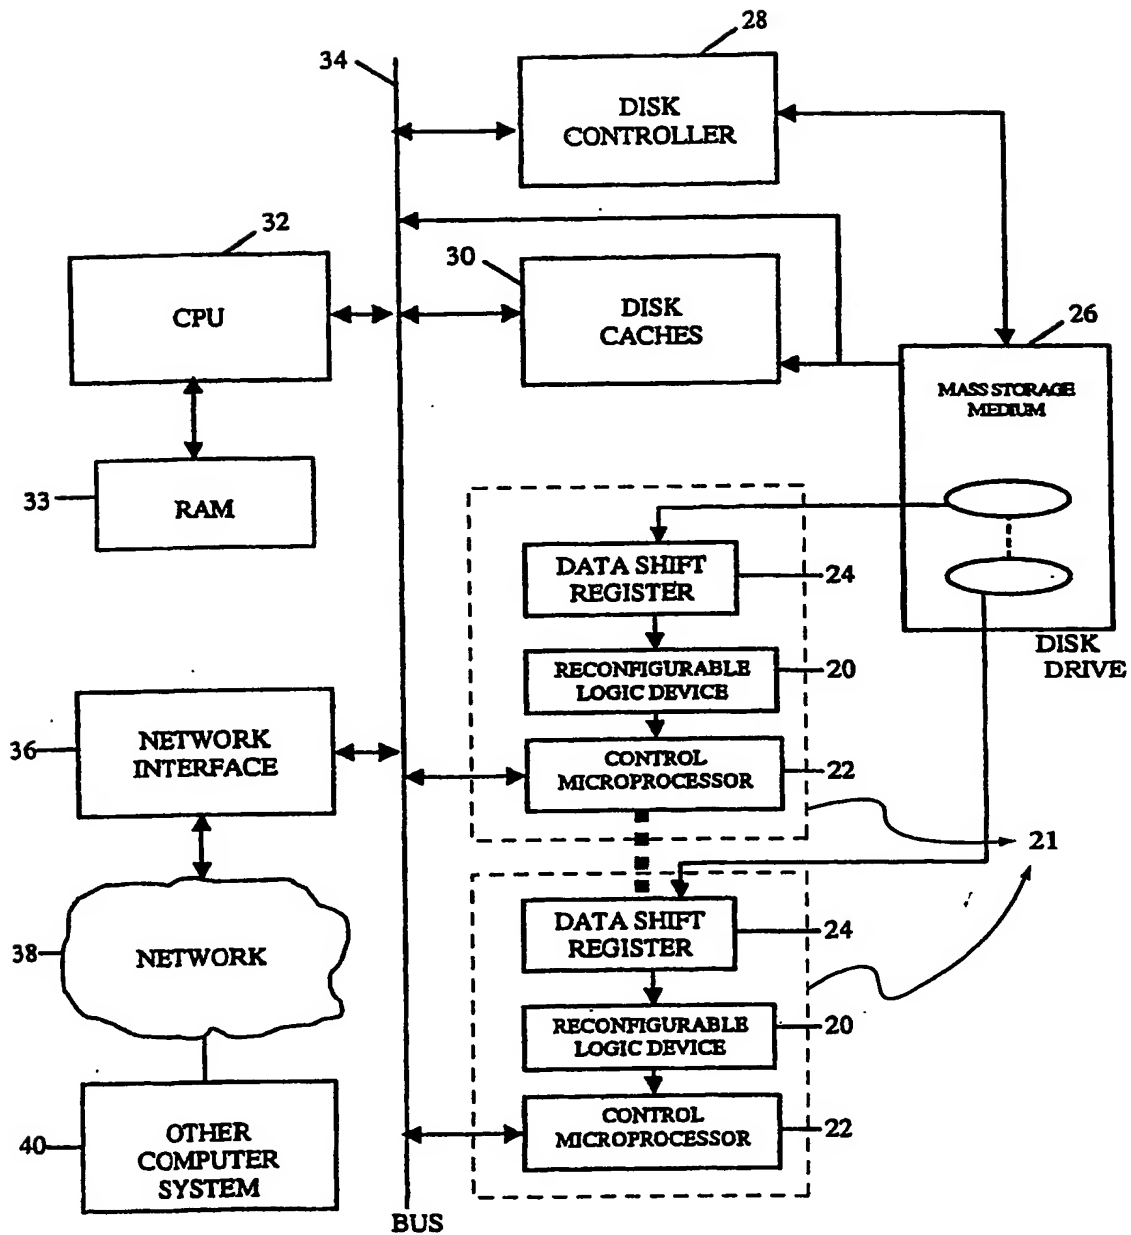 28
34
DISK
CONTROLLER
32
30
CPU
DISK
CACHES
26
MASS STORAGE
MEDIUM
33
RAM
DATA SHIFT
REGISTER
24
DISK
DRIVE
RECONFIGURABLE
LOGIC DEVICE
20
36
NETWORK
INTERFACE
CONTROL
MICROPROCESSOR
22
21
38
NETWORK
DATA SHIFT
REGISTER
24
RECONFIGURABLE
LOGIC DEVICE
20
40
OTHER
COMPUTER
SYSTEM
CONTROL
MICROPROCESSOR
22
BUS